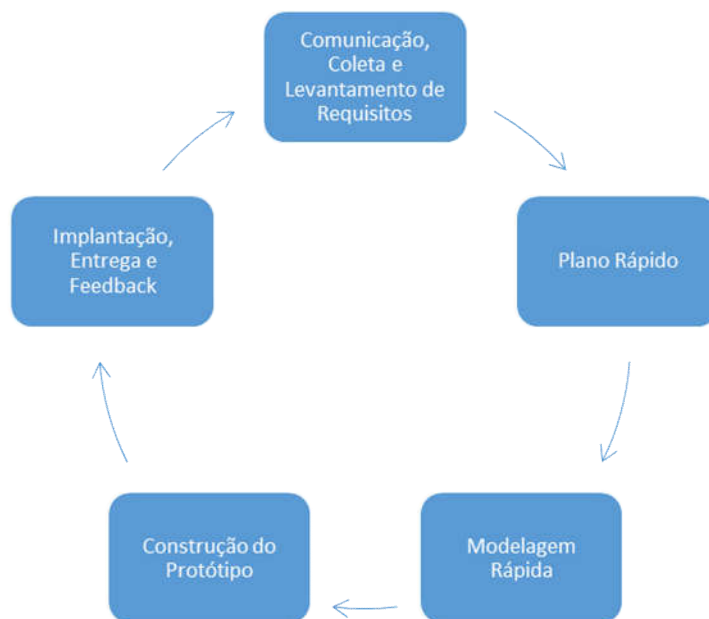 Comunicação,
Coleta e
Levantamento de
Requisitos
Plano Rápido
Modelagem
Rápida
Construção do
Protótipo
Implantação,
Entrega e
Feedback